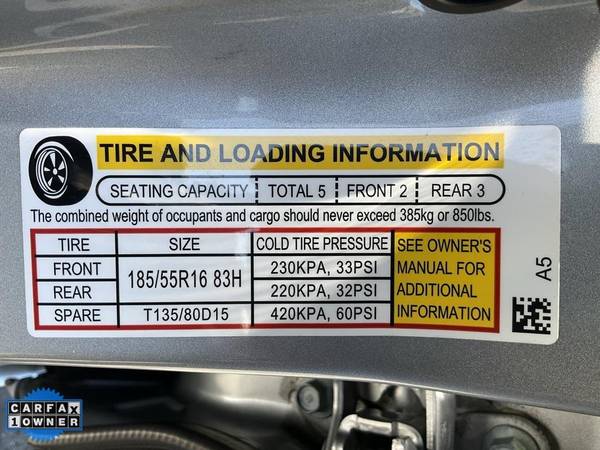 TIRE AND LOADING INFORMATION
SEATING CAPACITY TOTAL 5 FRONT 2 REAR 3
The combined weight of occupants and cargo should never exceed 385kg or 850lbs.
TIRE SIZE COLD TIRE PRESSURE SEE OWNER'S
FRONT 185/55R16 83H 230KPA, 33PSI MANUAL FOR
REAR 220KPA, 32PSI ADDITIONAL
SPARE T135/80D15 420KPA, 60PSI INFORMATION
A5
CARFAX
1 OWNER